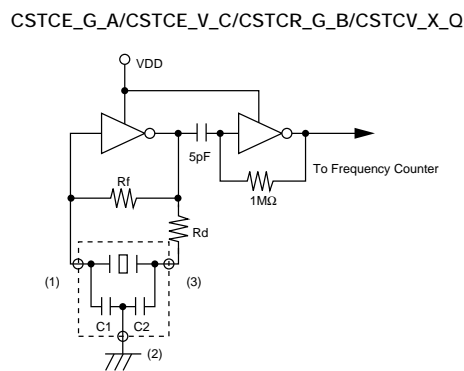 CSTCE_G_A/CSTCE_V_C/CSTCR_G_B/CSTCV_X_Q
VDD
5pF
To Frequency Counter
Rf
1MΩ
Rd
(1)
(3)
C1
C2
(2)